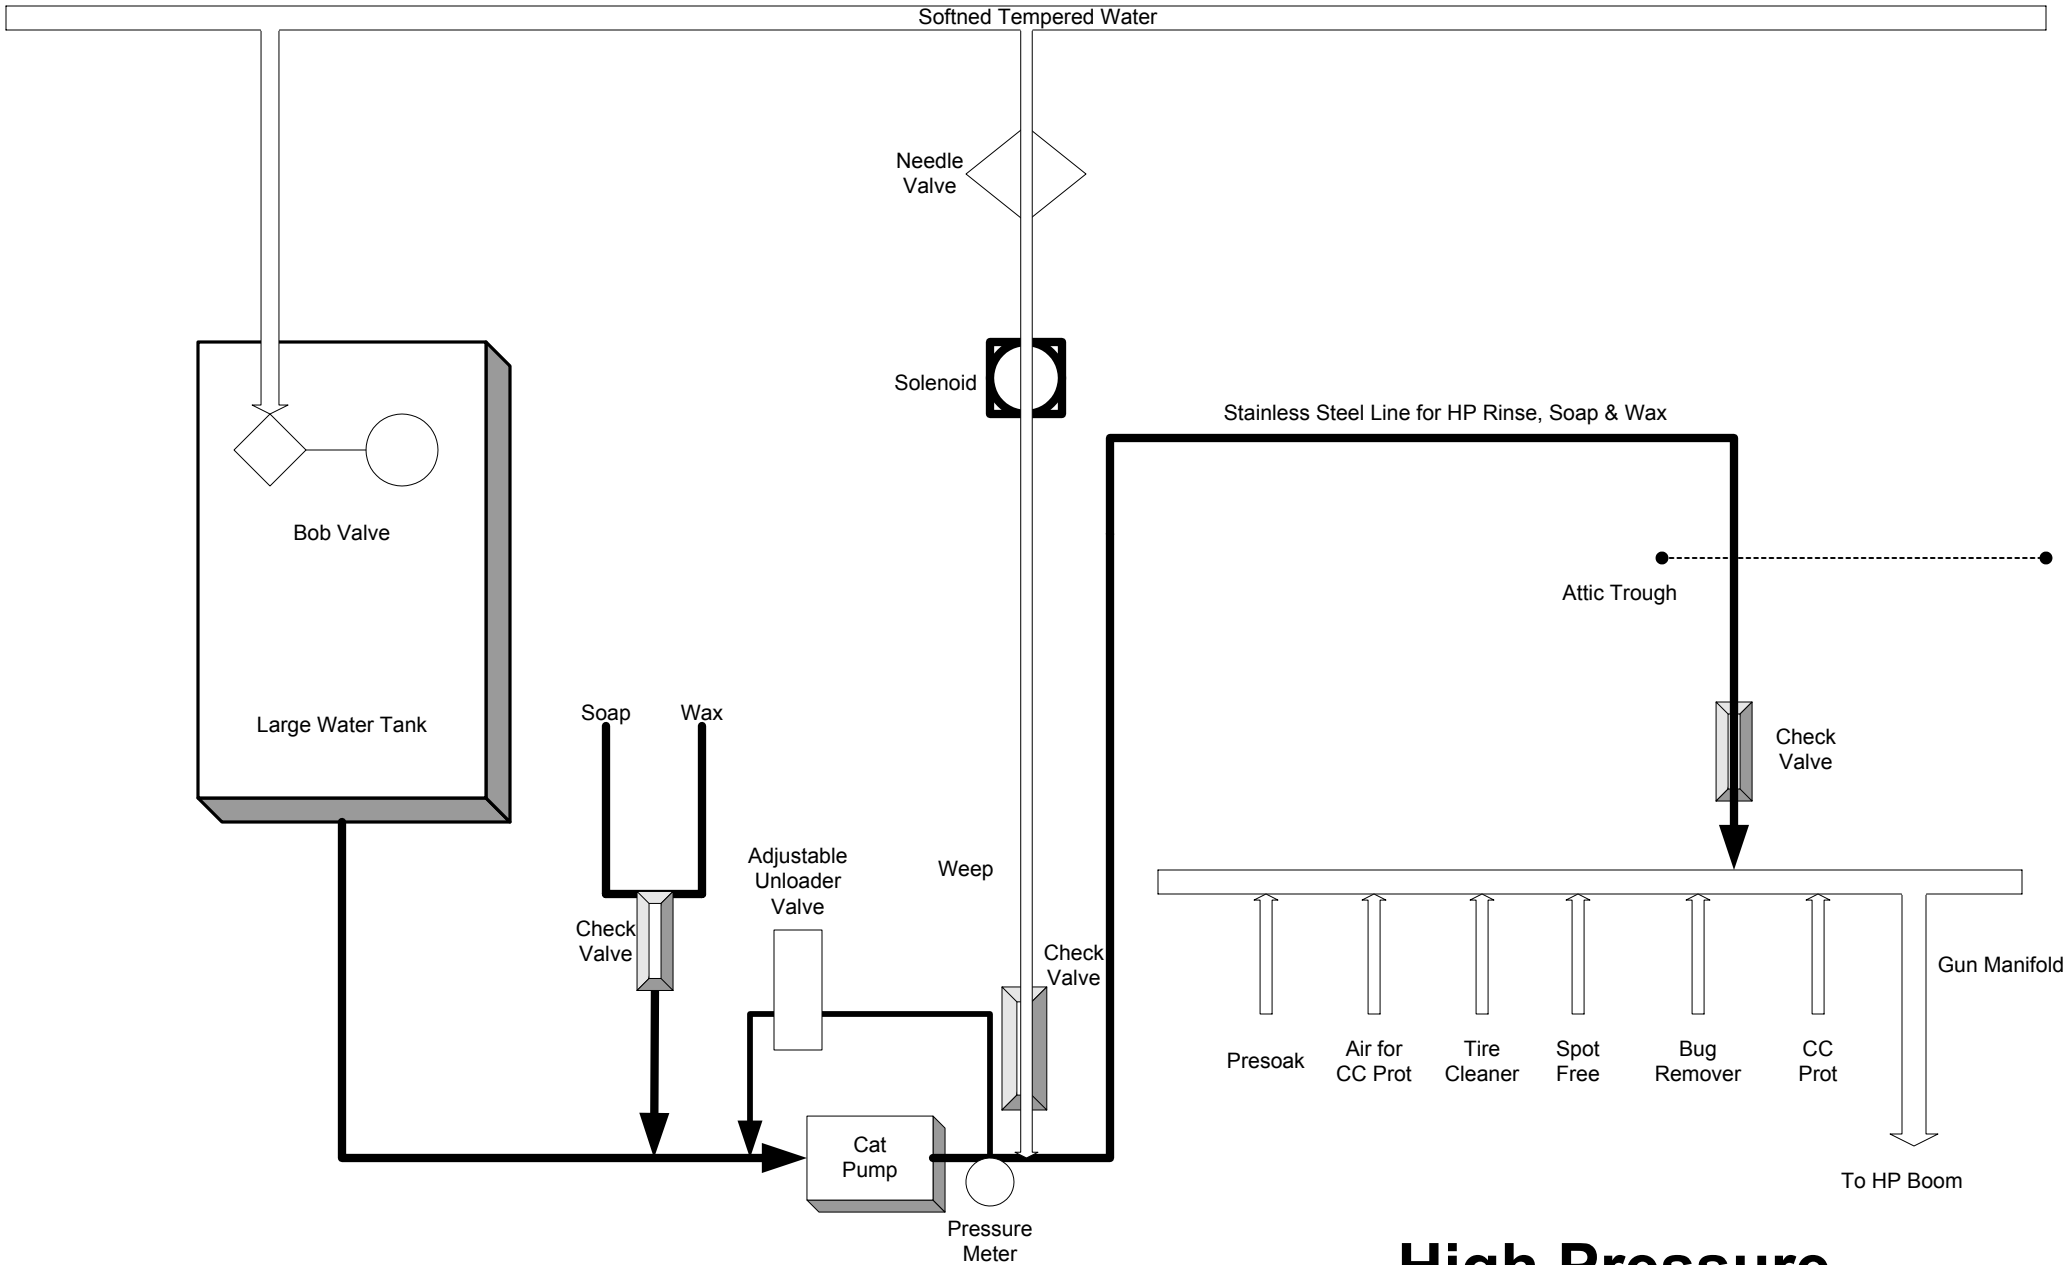 Softned Tempered Water
Needle
Valve
Solenoid
Stainless Steel Line for HP Rinse, Soap & Wax
Bob Valve
Attic Trough
Large Water Tank
Soap
Wax
Check
Valve
Adjustable
Unloader
Valve
Weep
Check
Valve
Check
Valve
Gun Manifold
Presoak
Air for
CC Prot
Tire
Cleaner
Spot
Free
Bug
Remover
CC
Prot
Cat
Pump
To HP Boom
Pressure
Meter
High Pressure